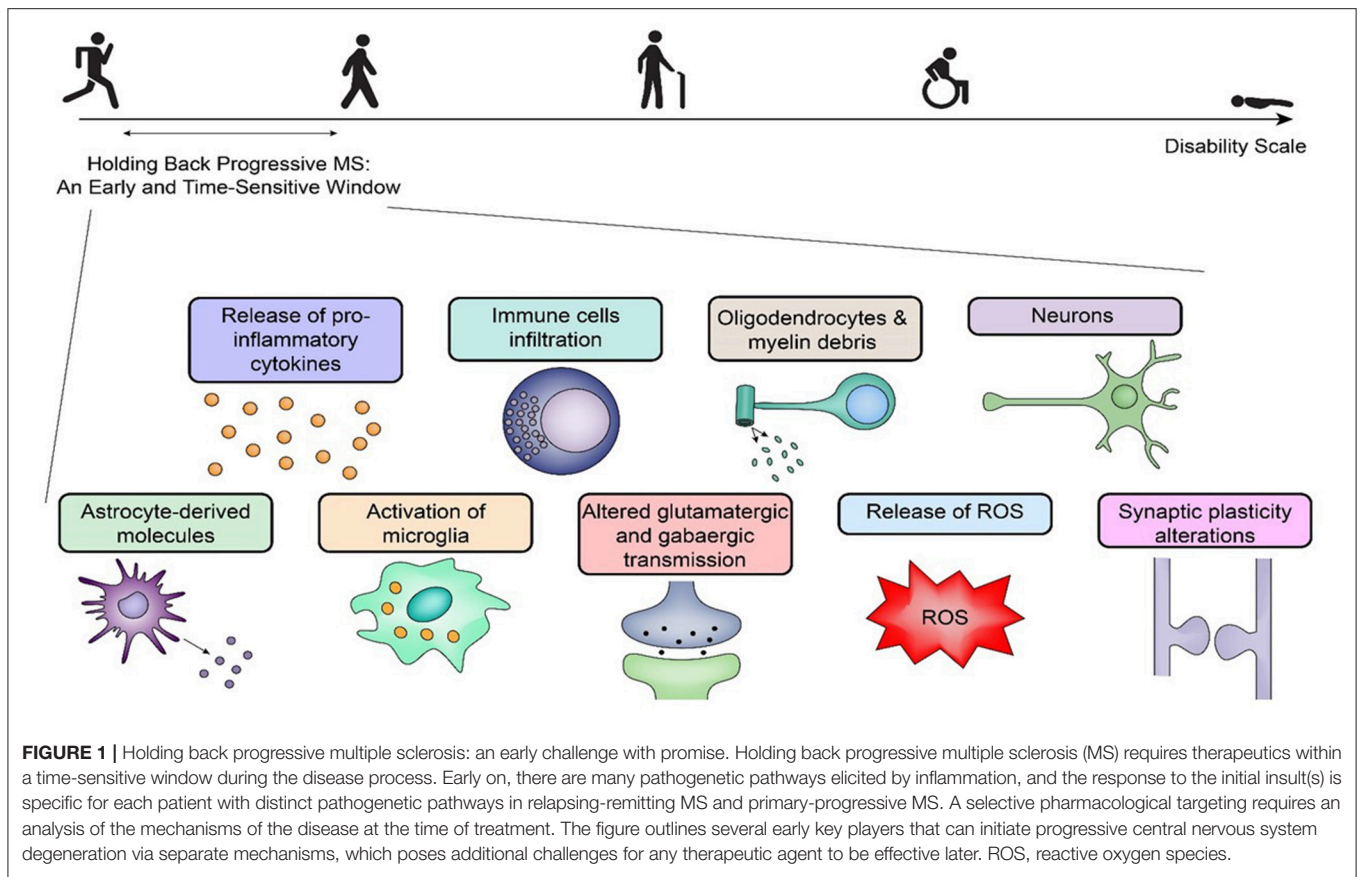 Disability Scale
Holding Back Progressive MS:
An Early and Time-Sensitive Window
Release of pro-
inflammatory
cytokines
Immune cells
infiltration
Oligodendrocytes &
myelin debris
Neurons
Astrocyte-derived
molecules
Activation of
microglia
Altered glutamatergic
and gabaergic
transmission
Release of ROS
Synaptic plasticity
alterations
ROS
FIGURE 1 | Holding back progressive multiple sclerosis: an early challenge with promise. Holding back progressive multiple sclerosis (MS) requires therapeutics within
a time-sensitive window during the disease process. Early on, there are many pathogenetic pathways elicited by inflammation, and the response to the initial insult(s) is
specific for each patient with distinct pathogenetic pathways in relapsing-remitting MS and primary-progressive MS. A selective pharmacological targeting requires an
analysis of the mechanisms of the disease at the time of treatment. The figure outlines several early key players that can initiate progressive central nervous system
degeneration via separate mechanisms, which poses additional challenges for any therapeutic agent to be effective later. ROS, reactive oxygen species.